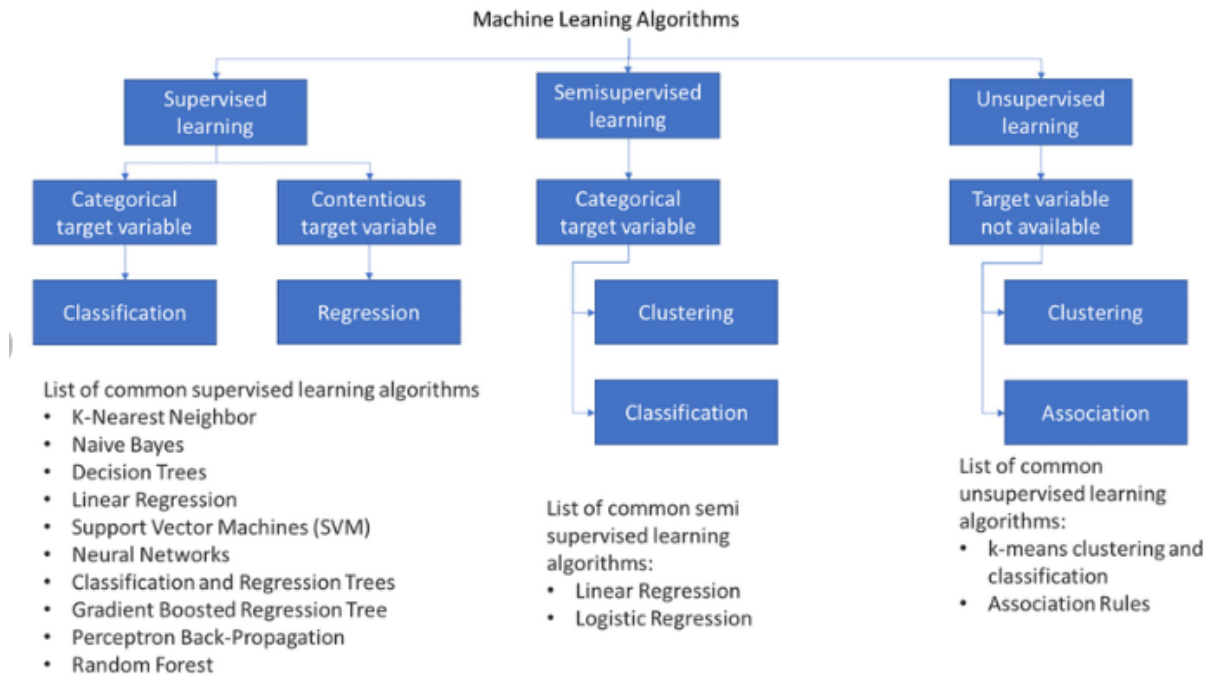 Machine Leaning Algorithms
Supervised
learning
Semisupervised
learning
Unsupervised
learning
Categorical
target variable
Contentious
target variable
Categorical
target variable
Target variable
not available
Classification
Regression
Clustering
Clustering
Classification
Association
List of common supervised learning algorithms
• K-Nearest Neighbor
• Naive Bayes
• Decision Trees
• Linear Regression
• Support Vector Machines (SVM)
• Neural Networks
• Classification and Regression Trees
• Gradient Boosted Regression Tree
• Perceptron Back-Propagation
• Random Forest
List of common semi
supervised learning
algorithms:
• Linear Regression
• Logistic Regression
List of common
unsupervised learning
algorithms:
• k-means clustering and
classification
• Association Rules